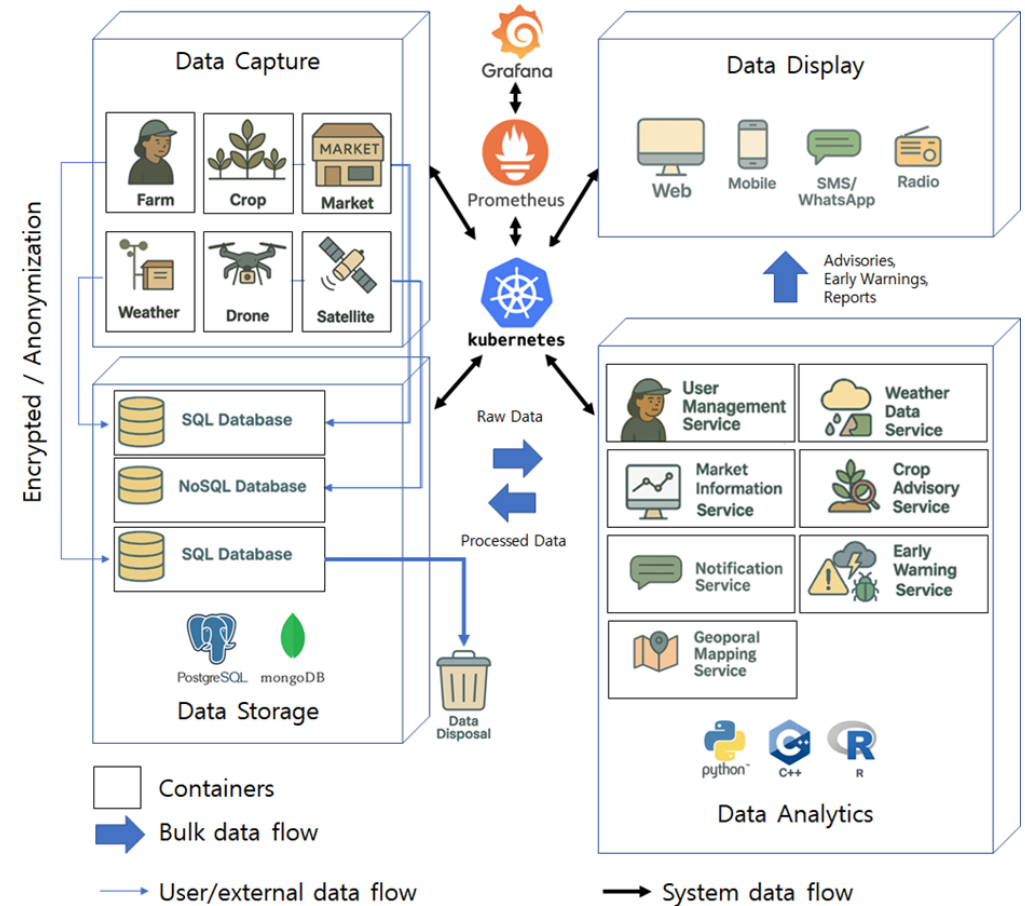 Data Capture
Farm
Crop
MARKET
Market
Weather
Drone
Satellite
Encrypted / Anonymization
SQL Database
NoSQL Database
SQL Database
PostgreSQL
mongoDB
Data Storage
Data
Disposal
Grafana
Prometheus
kubernetes
Raw Data
Processed Data
Data Display
Web
Mobile
SMS/
WhatsApp
Radio
Advisories,
Early Warnings,
Reports
User
Management
Service
Weather
Data
Service
Market
Information
Service
Crop
Advisory
Service
Notification
Service
Early
Waming
Service
Geoporal
Mapping
Service
python™
C++
C++
R
R
Data Analytics
Containers
Bulk data flow
User/external data flow
System data flow